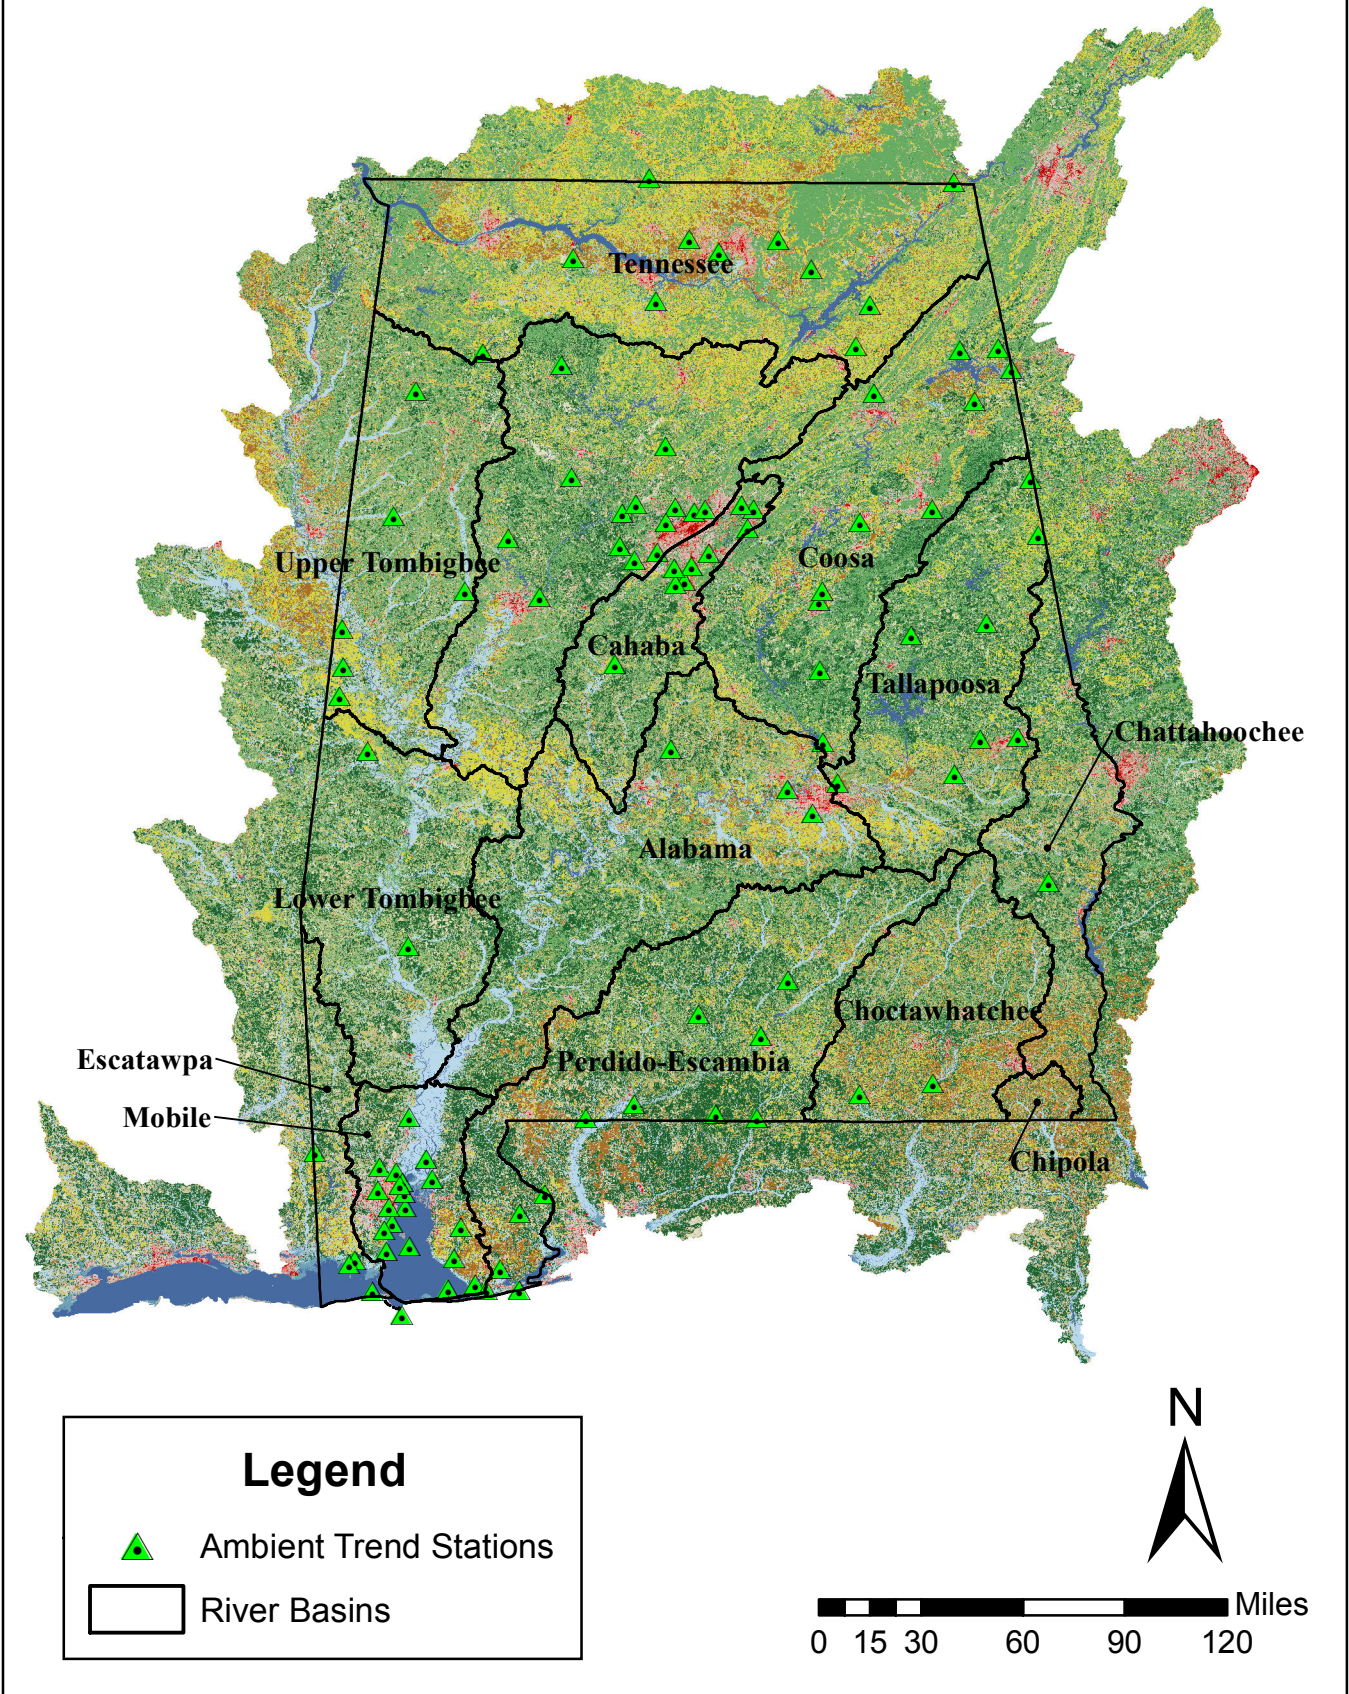 Tennessee
Upper Tombigbee
Coosa
Cahaba
Tallapoosa
Chattahoochee
Alabama
Lower Tombigbee
Choctawhatchee
Escatawpa
Perdido-Escambia
Mobile
Chipola
N
Legend
Ambient Trend Stations
River Basins
Miles
0 15 30 60 90 120